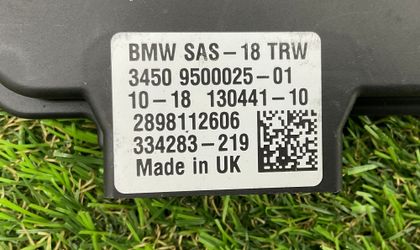 BMW SAS-18 TRW
3450 9500025-01
10-18 130441-10
2898112606
334283-219
Made in UK